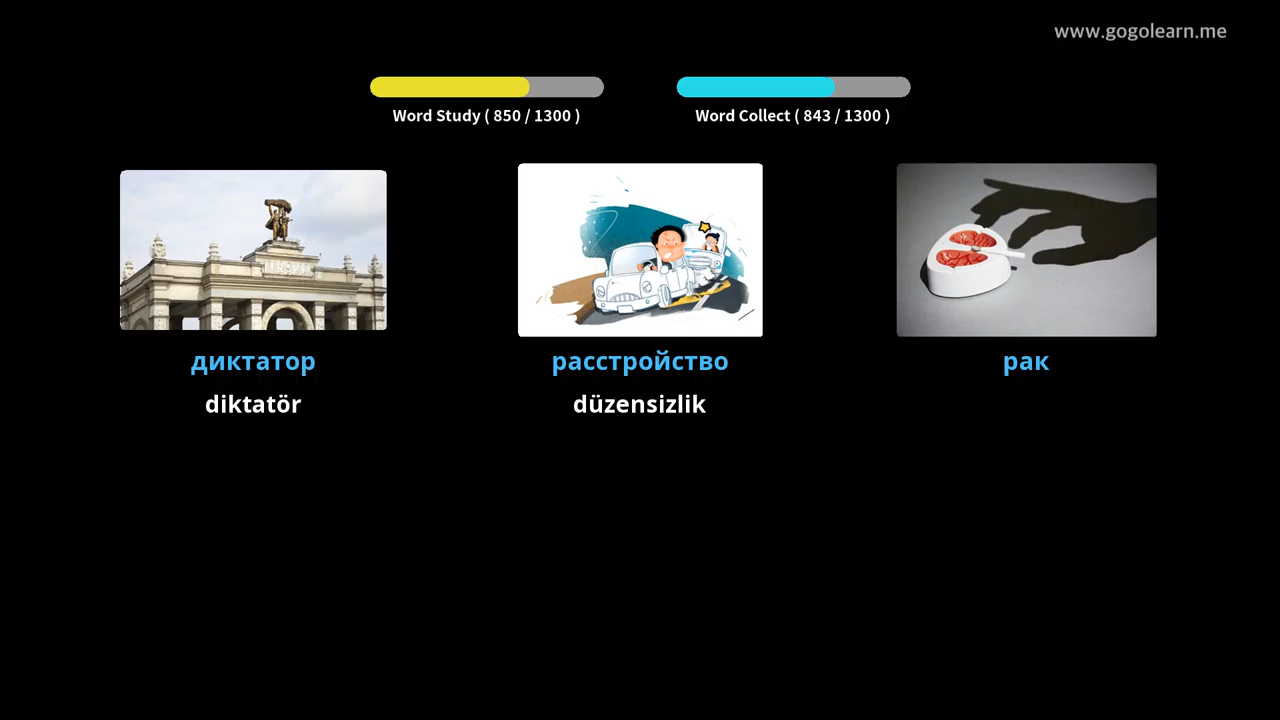 www.gogolearn.me
Word Study ( 850 / 1300 )
Word Collect ( 843 / 1300 )
диктатор
расстройство
рак
diktatör
düzensizlik